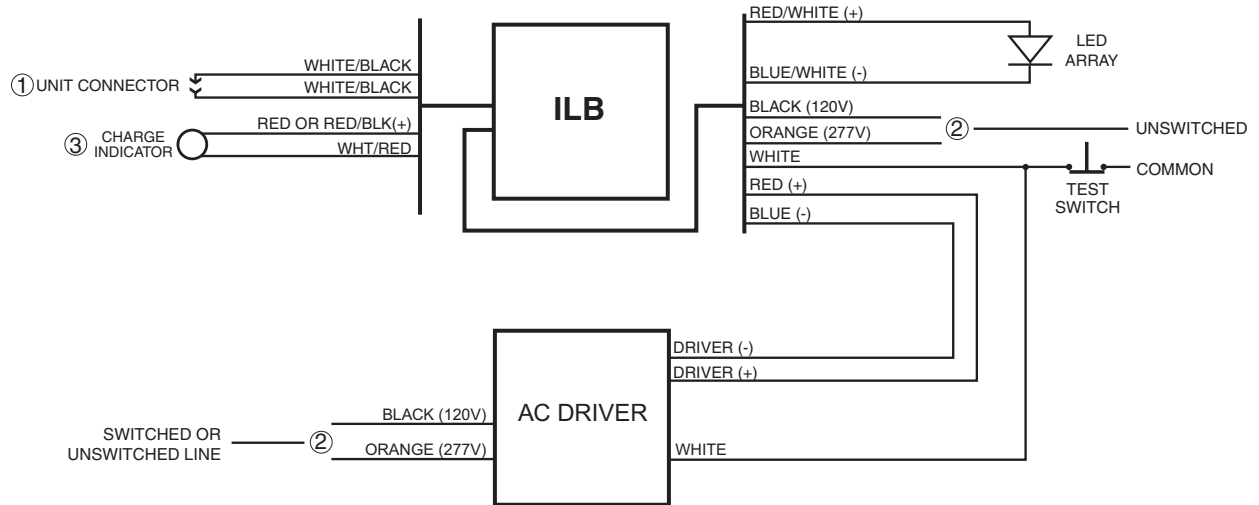 RED/WHITE (+)
LED
ARRAY
WHITE/BLACK
BLUE/WHITE (-)
① UNIT CONNECTOR
WHITE/BLACK
ILB
BLACK (120V)
RED OR RED/BLK(+)
② UNSWITCHED
③ CHARGE
INDICATOR
ORANGE (277V)
WHT/RED
WHITE
COMMON
RED (+)
TEST
SWITCH
BLUE (-)
DRIVER (-)
DRIVER (+)
BLACK (120V)
AC DRIVER
SWITCHED OR
UNSWITCHED LINE
②
ORANGE (277V)
WHITE